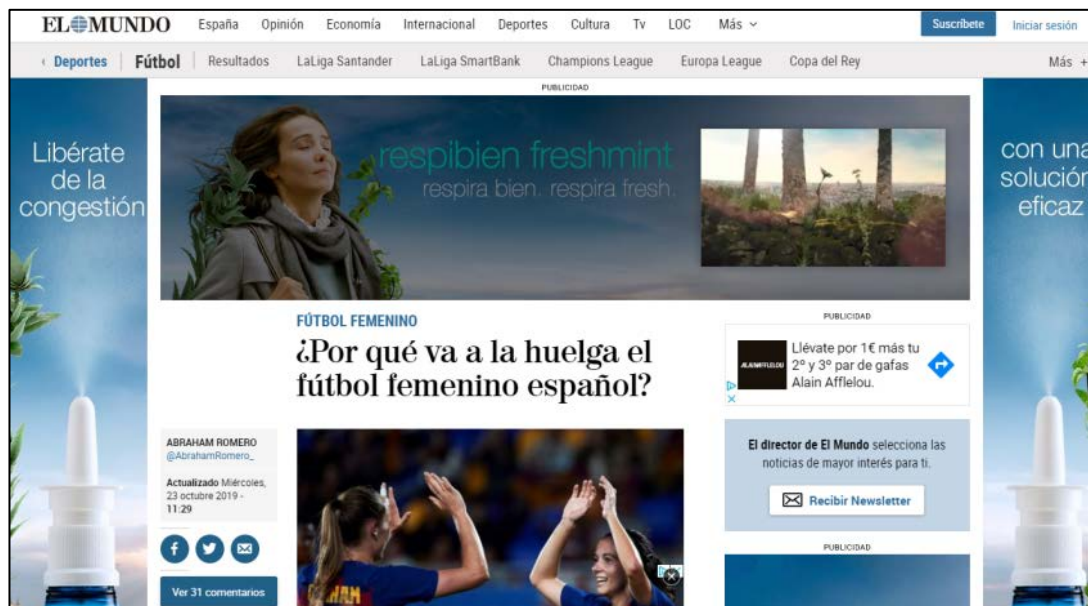 EL MUNDO España Opinión Economía Internacional Deportes Cultura Tv LOC Más Suscríbete Iniciar sesión
‹ Deportes Fútbol Resultados LaLiga Santander LaLiga SmartBank Champions League Europa League Copa del Rey Más +
PUBLICIDAD
Libérate
de la
congestión
respibien freshmint
respira bien. respira fresh.
con una
solución
eficaz
FÚTBOL FEMENINO
¿Por qué va a la huelga el
fútbol femenino español?
ABRAHAM ROMERO
@AbrahamRomero_
Actualizado Miércoles,
23 octubre 2019 -
11:29
Ver 31 comentarios
PUBLICIDAD
ALAIN AFFLELOU
Llévate por 1€ más tu
2º y 3º par de gafas
Alain Afflelou.
El director de El Mundo selecciona las
noticias de mayor interés para ti.
Recibir Newsletter
PUBLICIDAD